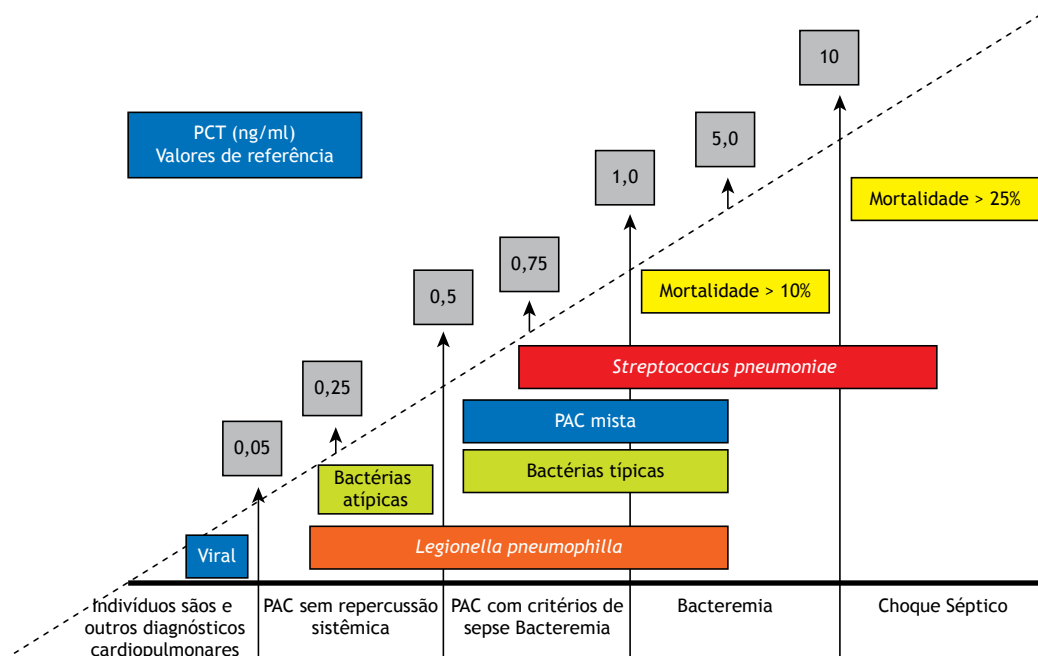 10
PCT (ng/ml)
Valores de referência
5,0
1,0
Mortalidade > 25%
0,75
0,5
Mortalidade > 10%
Streptococcus pneumoniae
0,25
PAC mista
0,05
Bactérias
atípicas
Bactérias típicas
Viral
Legionella pneumophilla
Indivíduos sãos e
outros diagnósticos
cardiopulmonares
PAC sem repercussão
sistêmica
PAC com critérios de
sepse Bacteremia
Bacteremia
Choque Séptico